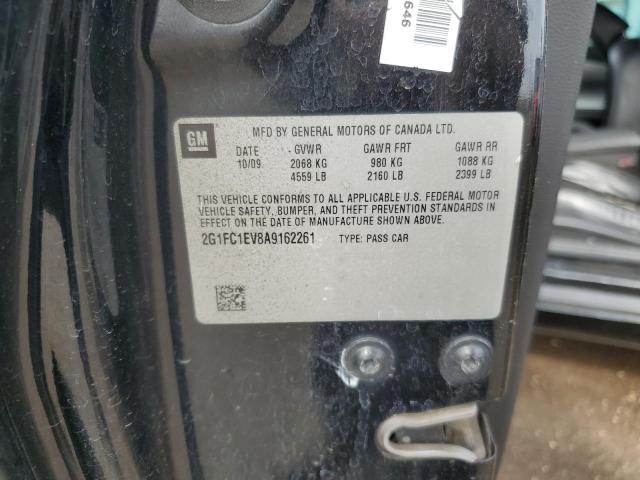 646
GM
MFD BY GENERAL MOTORS OF CANADA LTD.
DATE GVWR GAWR FRT GAWR RR
10/09 2068 KG 980 KG 1088 KG
4559 LB 2160 LB 2399 LB
THIS VEHICLE CONFORMS TO ALL APPLICABLE U.S. FEDERAL MOTOR
VEHICLE SAFETY, BUMPER, AND THEFT PREVENTION STANDARDS IN
EFFECT ON THE DATE OF MANUFACTURE SHOWN ABOVE.
2G1FC1EV8A9162261 TYPE: PASS CAR